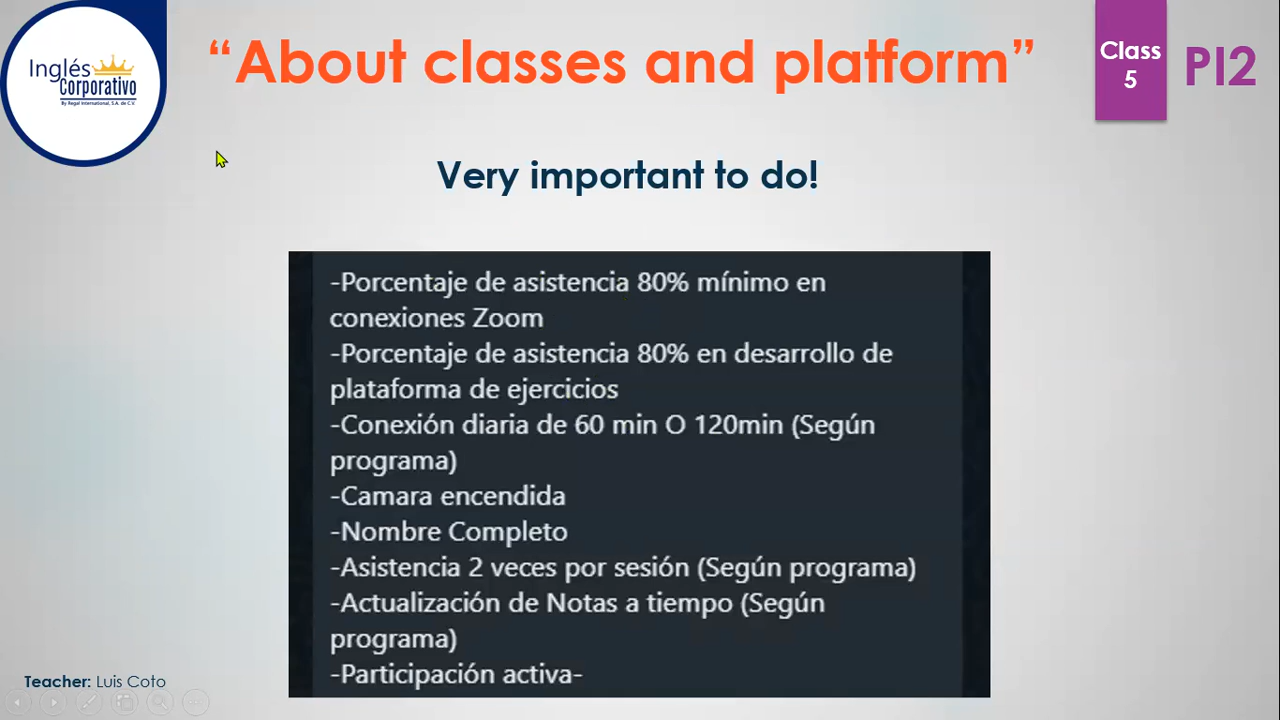 Inglés
Corporativo
By Regal International, S.A. de C.V.
“About classes and platform”
Class
5
PI2
Very important to do!
-Porcentaje de asistencia 80% mínimo en
conexiones Zoom
-Porcentaje de asistencia 80% en desarrollo de
plataforma de ejercicios
-Conexión diaria de 60 min O 120min (Según
programa)
-Camara encendida
-Nombre Completo
-Asistencia 2 veces por sesión (Según programa)
-Actualización de Notas a tiempo (Según
programa)
-Participación activa-
Teacher: Luis Coto